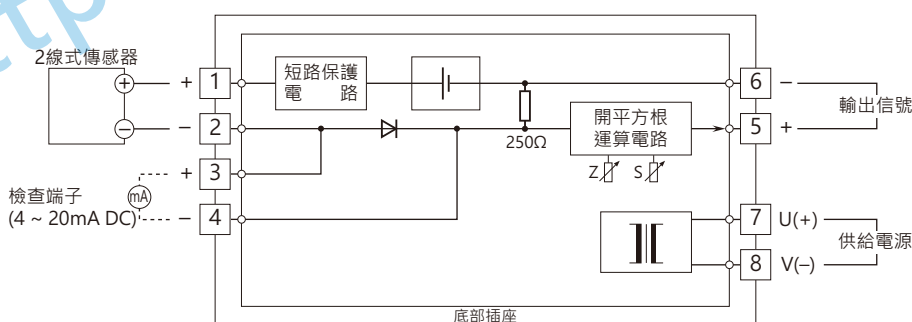 ttp
2線式傳感器
+
−
+ 1
− 2
+ 3
− 4
檢查端子
(4 ~ 20mA DC)
mA
短路保護
電 路
250Ω
開平方根
運算電路
Z
S
6 −
5 +
輸出信號
7 U(+)
8 V(−)
供給電源
底部插座